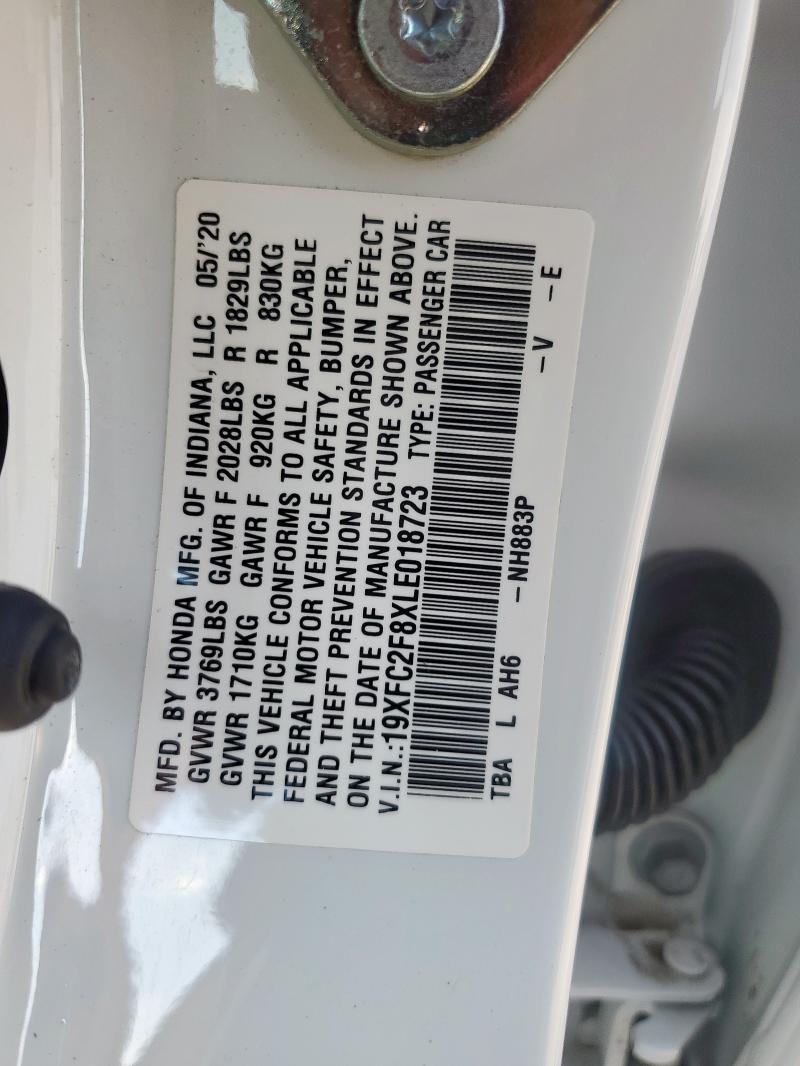 MFD. BY HONDA MFG. OF INDIANA, LLC 05/'20
GVWR 3769LBS GAWR F 2028LBS R 1829LBS
GVWR 1710KG GAWR F 920KG R 830KG
THIS VEHICLE CONFORMS TO ALL APPLICABLE
FEDERAL MOTOR VEHICLE SAFETY, BUMPER,
AND THEFT PREVENTION STANDARDS IN EFFECT
ON THE DATE OF MANUFACTURE SHOWN ABOVE.
V.I.N.:19XFC2F8XLE018723 TYPE: PASSENGER CAR
TBA L AH6 -NH883P -V -E